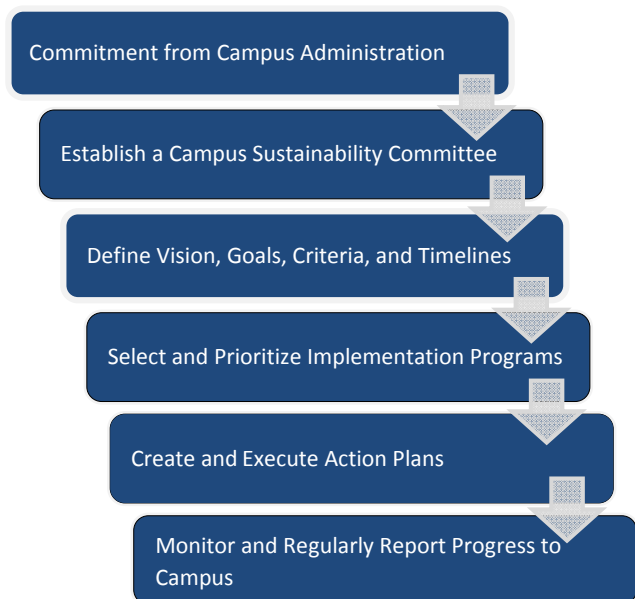 Commitment from Campus Administration
Establish a Campus Sustainability Committee
Define Vision, Goals, Criteria, and Timelines
Select and Prioritize Implementation Programs
Create and Execute Action Plans
Monitor and Regularly Report Progress to
Campus